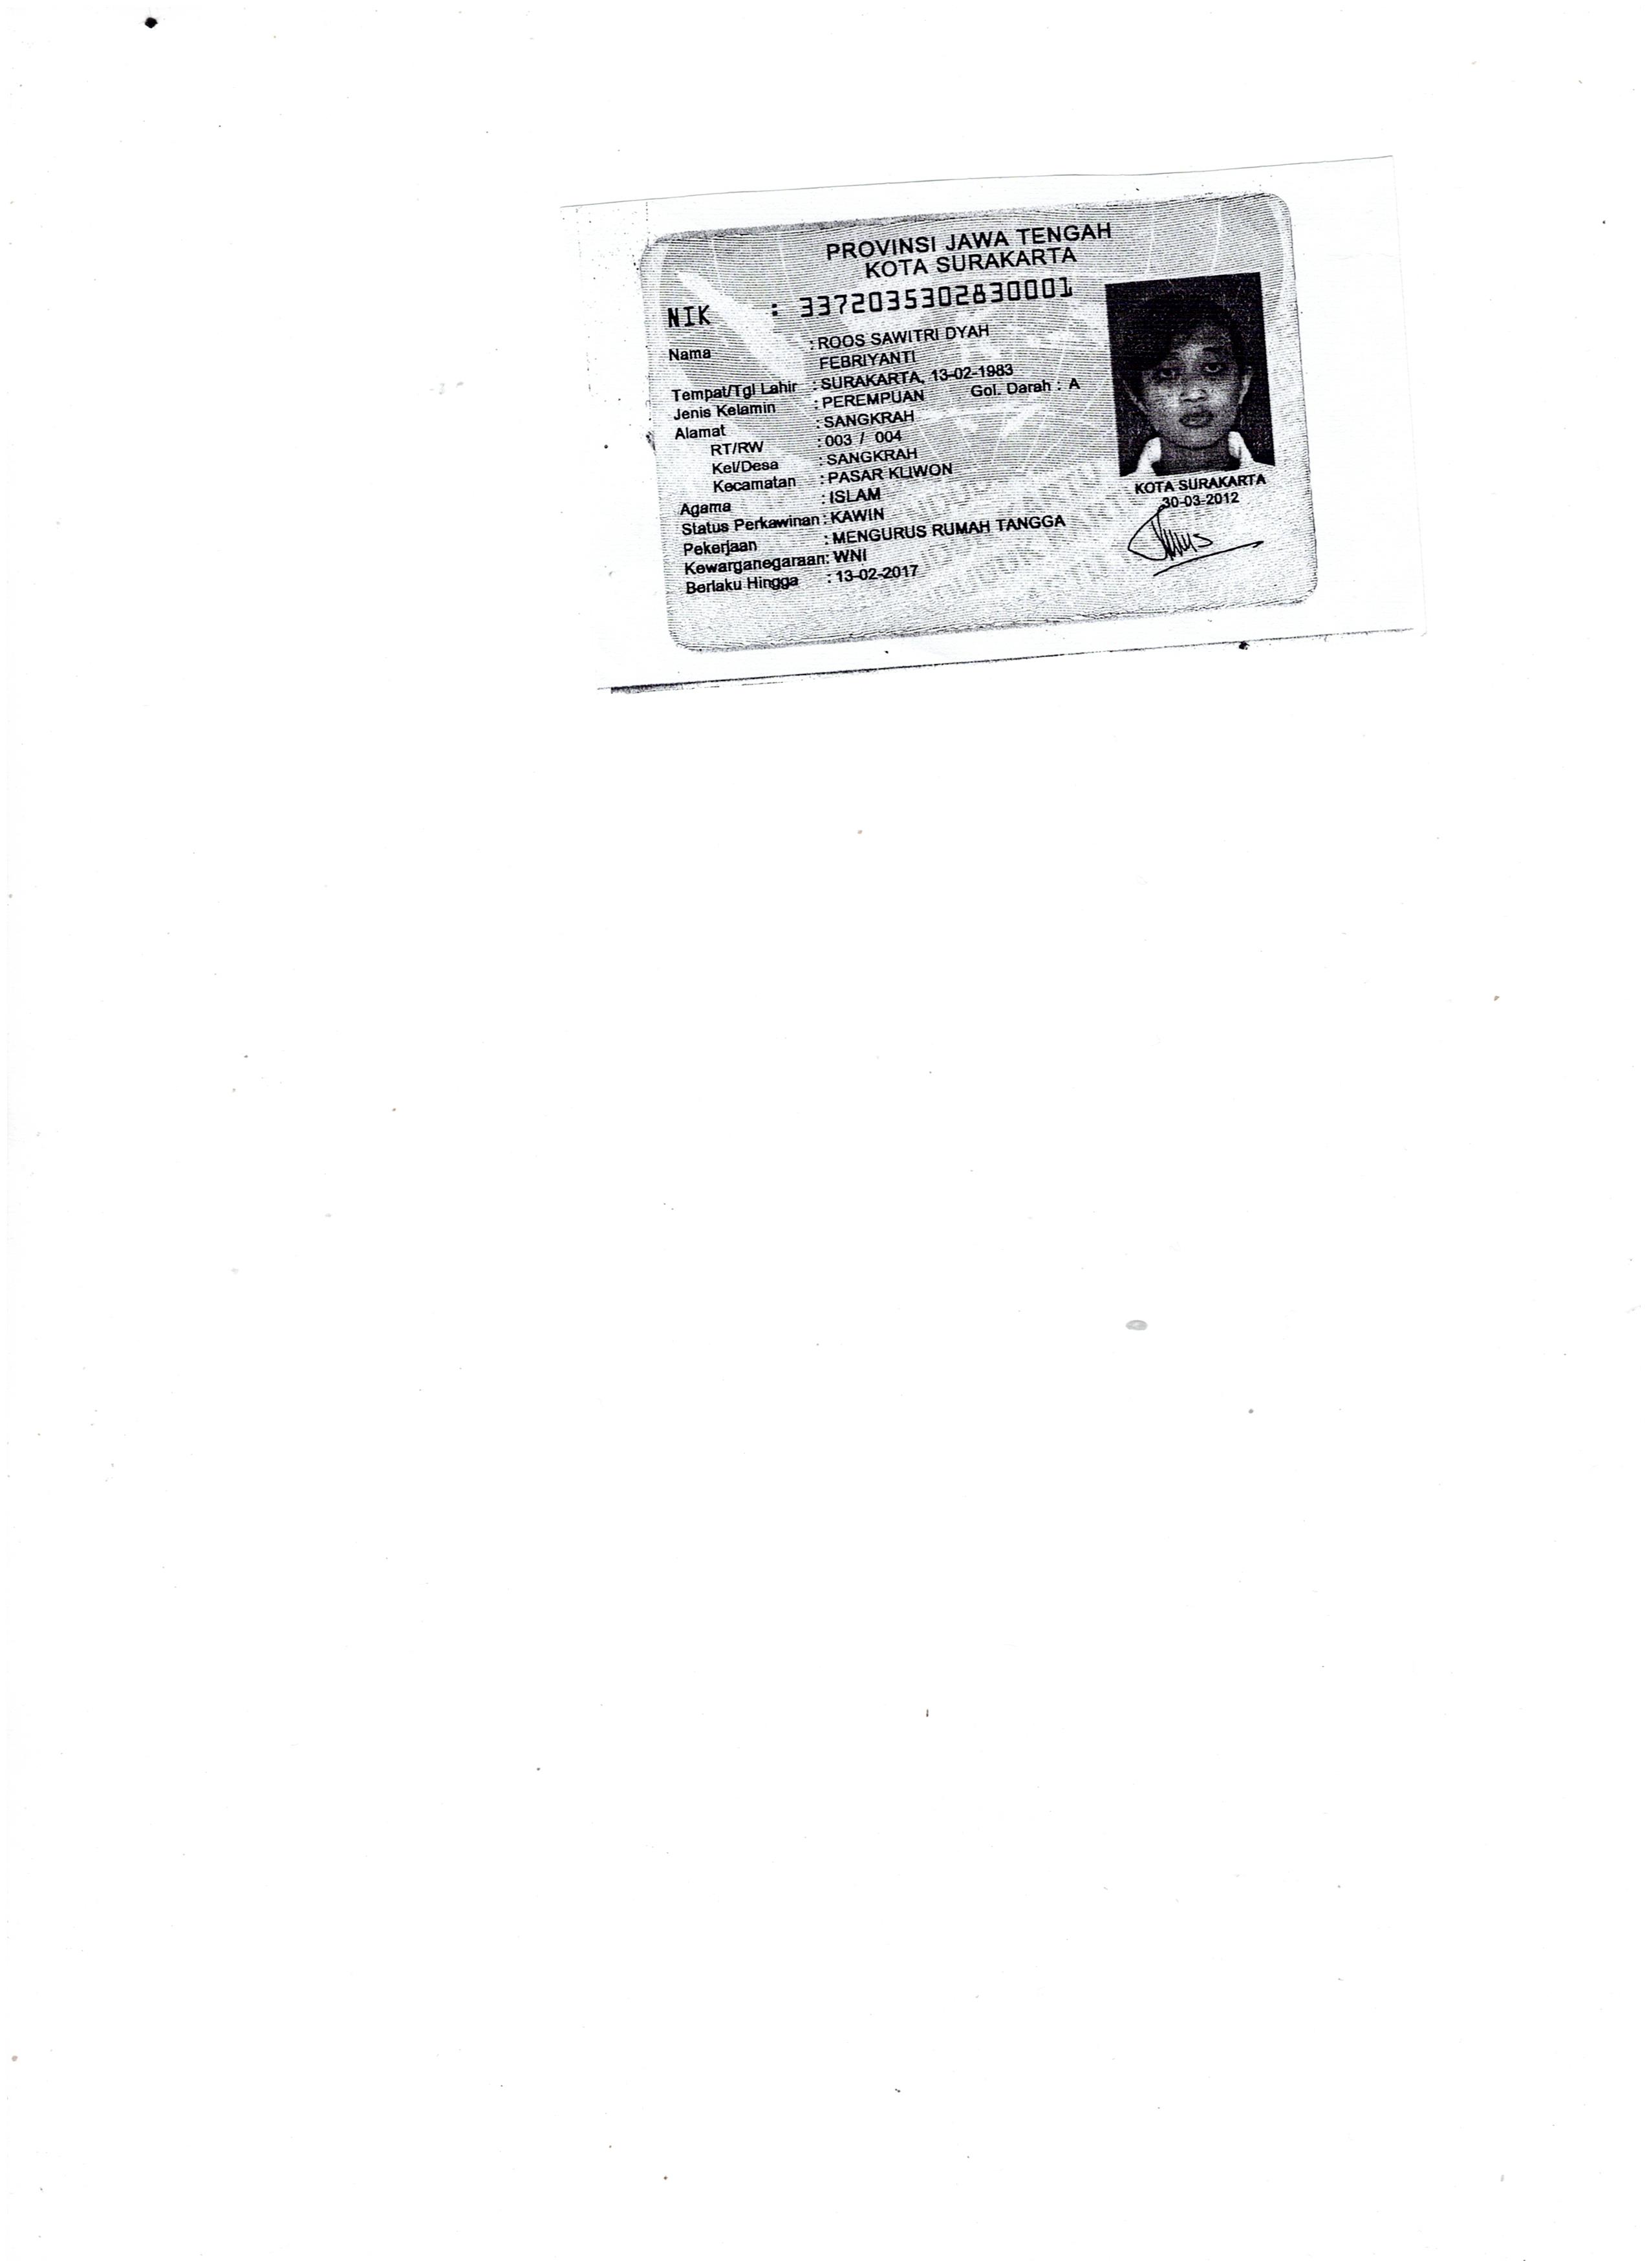 PROVINSI JAWA TENGAH
KOTA SURAKARTA
NIK : 3372035302830001
Nama : ROOS SAWITRI DYAH
FEBRIYANTI
Tempat/Tgl Lahir : SURAKARTA, 13-02-1983
Jenis Kelamin : PEREMPUAN Gol. Darah : A
Alamat : SANGKRAH
RT/RW : 003 / 004
Kel/Desa : SANGKRAH
Kecamatan : PASAR KLIWON
Agama : ISLAM
Status Perkawinan : KAWIN
Pekerjaan : MENGURUS RUMAH TANGGA
Kewarganegaraan: WNI
Berlaku Hingga : 13-02-2017
KOTA SURAKARTA
30-03-2012